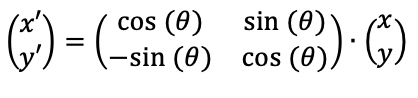 (x′ y′) = (cos (θ) sin (θ) −sin (θ) cos (θ)) · (x y)